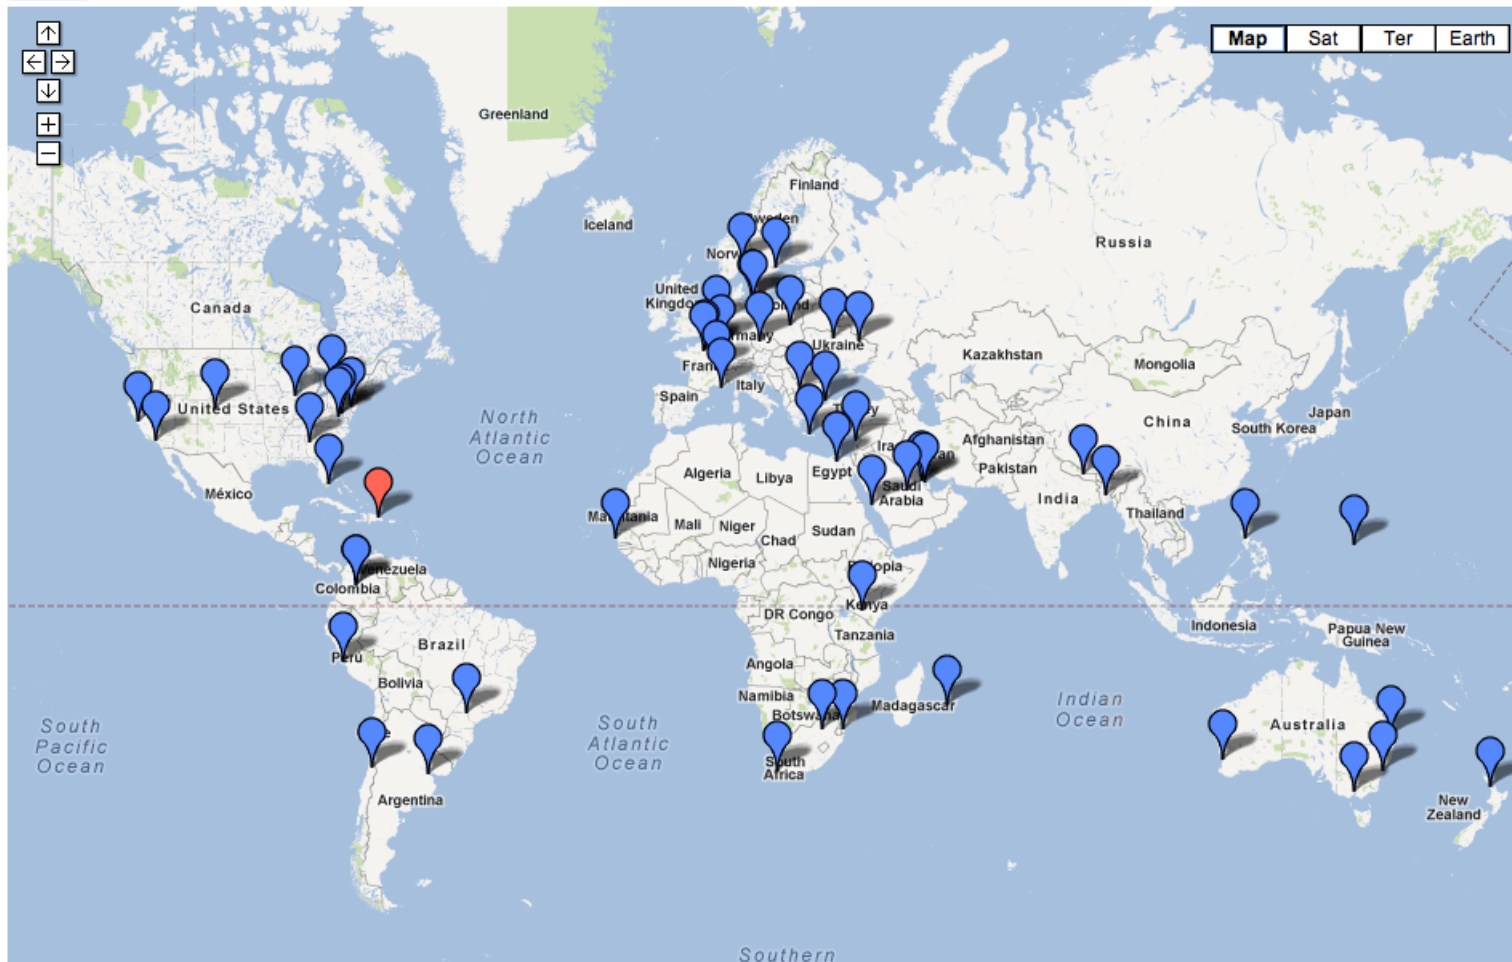 Map
Sat
Ter
Earth
Greenland
Finland
Iceland
Sweden
Russia
United
Kingdom
Canada
Ukraine
Kazakhstan
Mongolia
Italy
Spain
United States
North
Atlantic
Ocean
China
Japan
South Korea
Afghanistan
Pakistan
Algeria
Libya
Egypt
Saudi
Arabia
India
México
Thailand
Mali
Niger
Chad
Sudan
Nigeria
Colombia
Kenya
DR Congo
Tanzania
Indonesia
Papua New
Guinea
Brazil
Peru
Angola
Bolivia
Namibia
Botswana
Madagascar
Indian
Ocean
Australia
South
Pacific
Ocean
South
Atlantic
Ocean
South
Africa
Argentina
New
Zealand
Southern